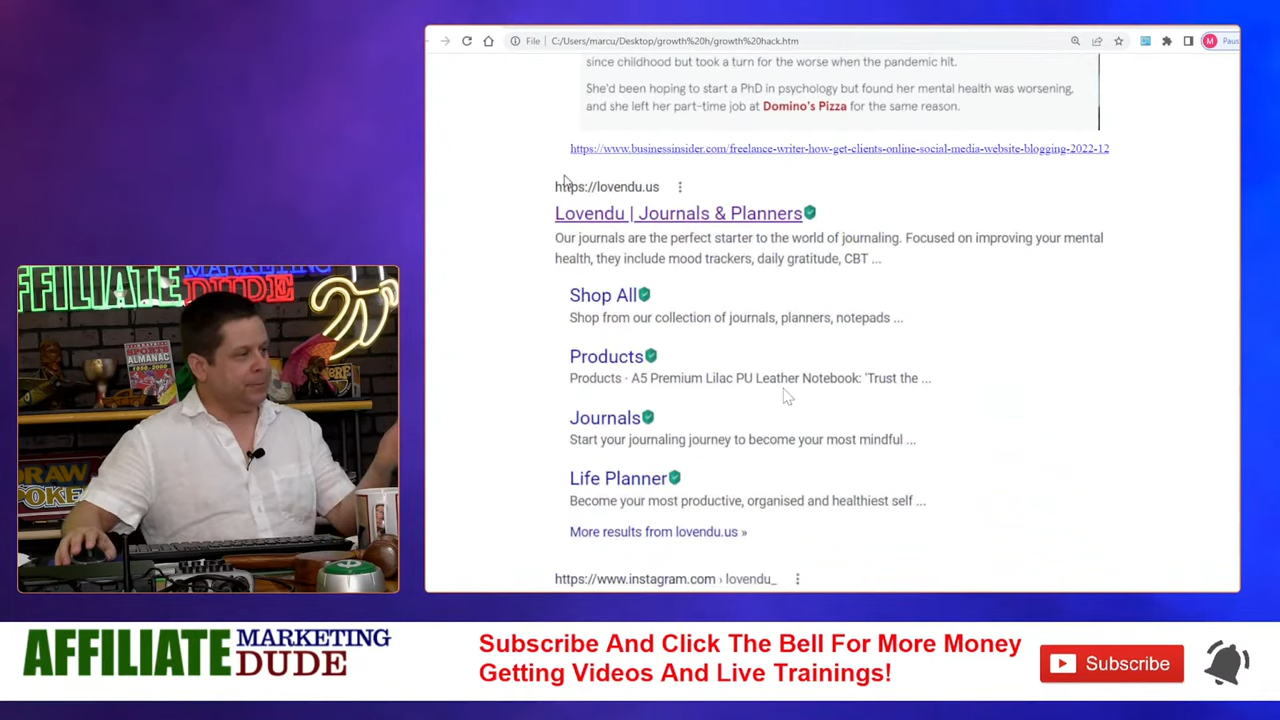 File
C:/Users/marcu/Desktop/growth%20h/growth%20hack.htm
M
since childhood but took a turn for the worse when the pandemic hit.
She'd been hoping to start a PhD in psychology but found her mental health was worsening,
and she left her part-time job at Domino's Pizza for the same reason.
https://www.businessinsider.com/freelance-writer-how-get-clients-online-social-media-website-blogging-2022-12
https://lovendu.us
Lovendu | Journals & Planners
Our journals are the perfect starter to the world of journaling. Focused on improving your mental
health, they include mood trackers, daily gratitude, CBT ...
Shop All
Shop from our collection of journals, planners, notepads ...
Products
Products · A5 Premium Lilac PU Leather Notebook: 'Trust the ...
Journals
Start your journaling journey to become your most mindful ...
Life Planner
Become your most productive, organised and healthiest self ...
More results from lovendu.us »
https://www.instagram.com › lovendu_
FFILIATE
MARKETING
DUDE
SPORTS
ALMANAC
1950-2000
DRAW
POKE
AFFILIATE MARKETING DUDE
Subscribe And Click The Bell For More Money
Getting Videos And Live Trainings!
Subscribe